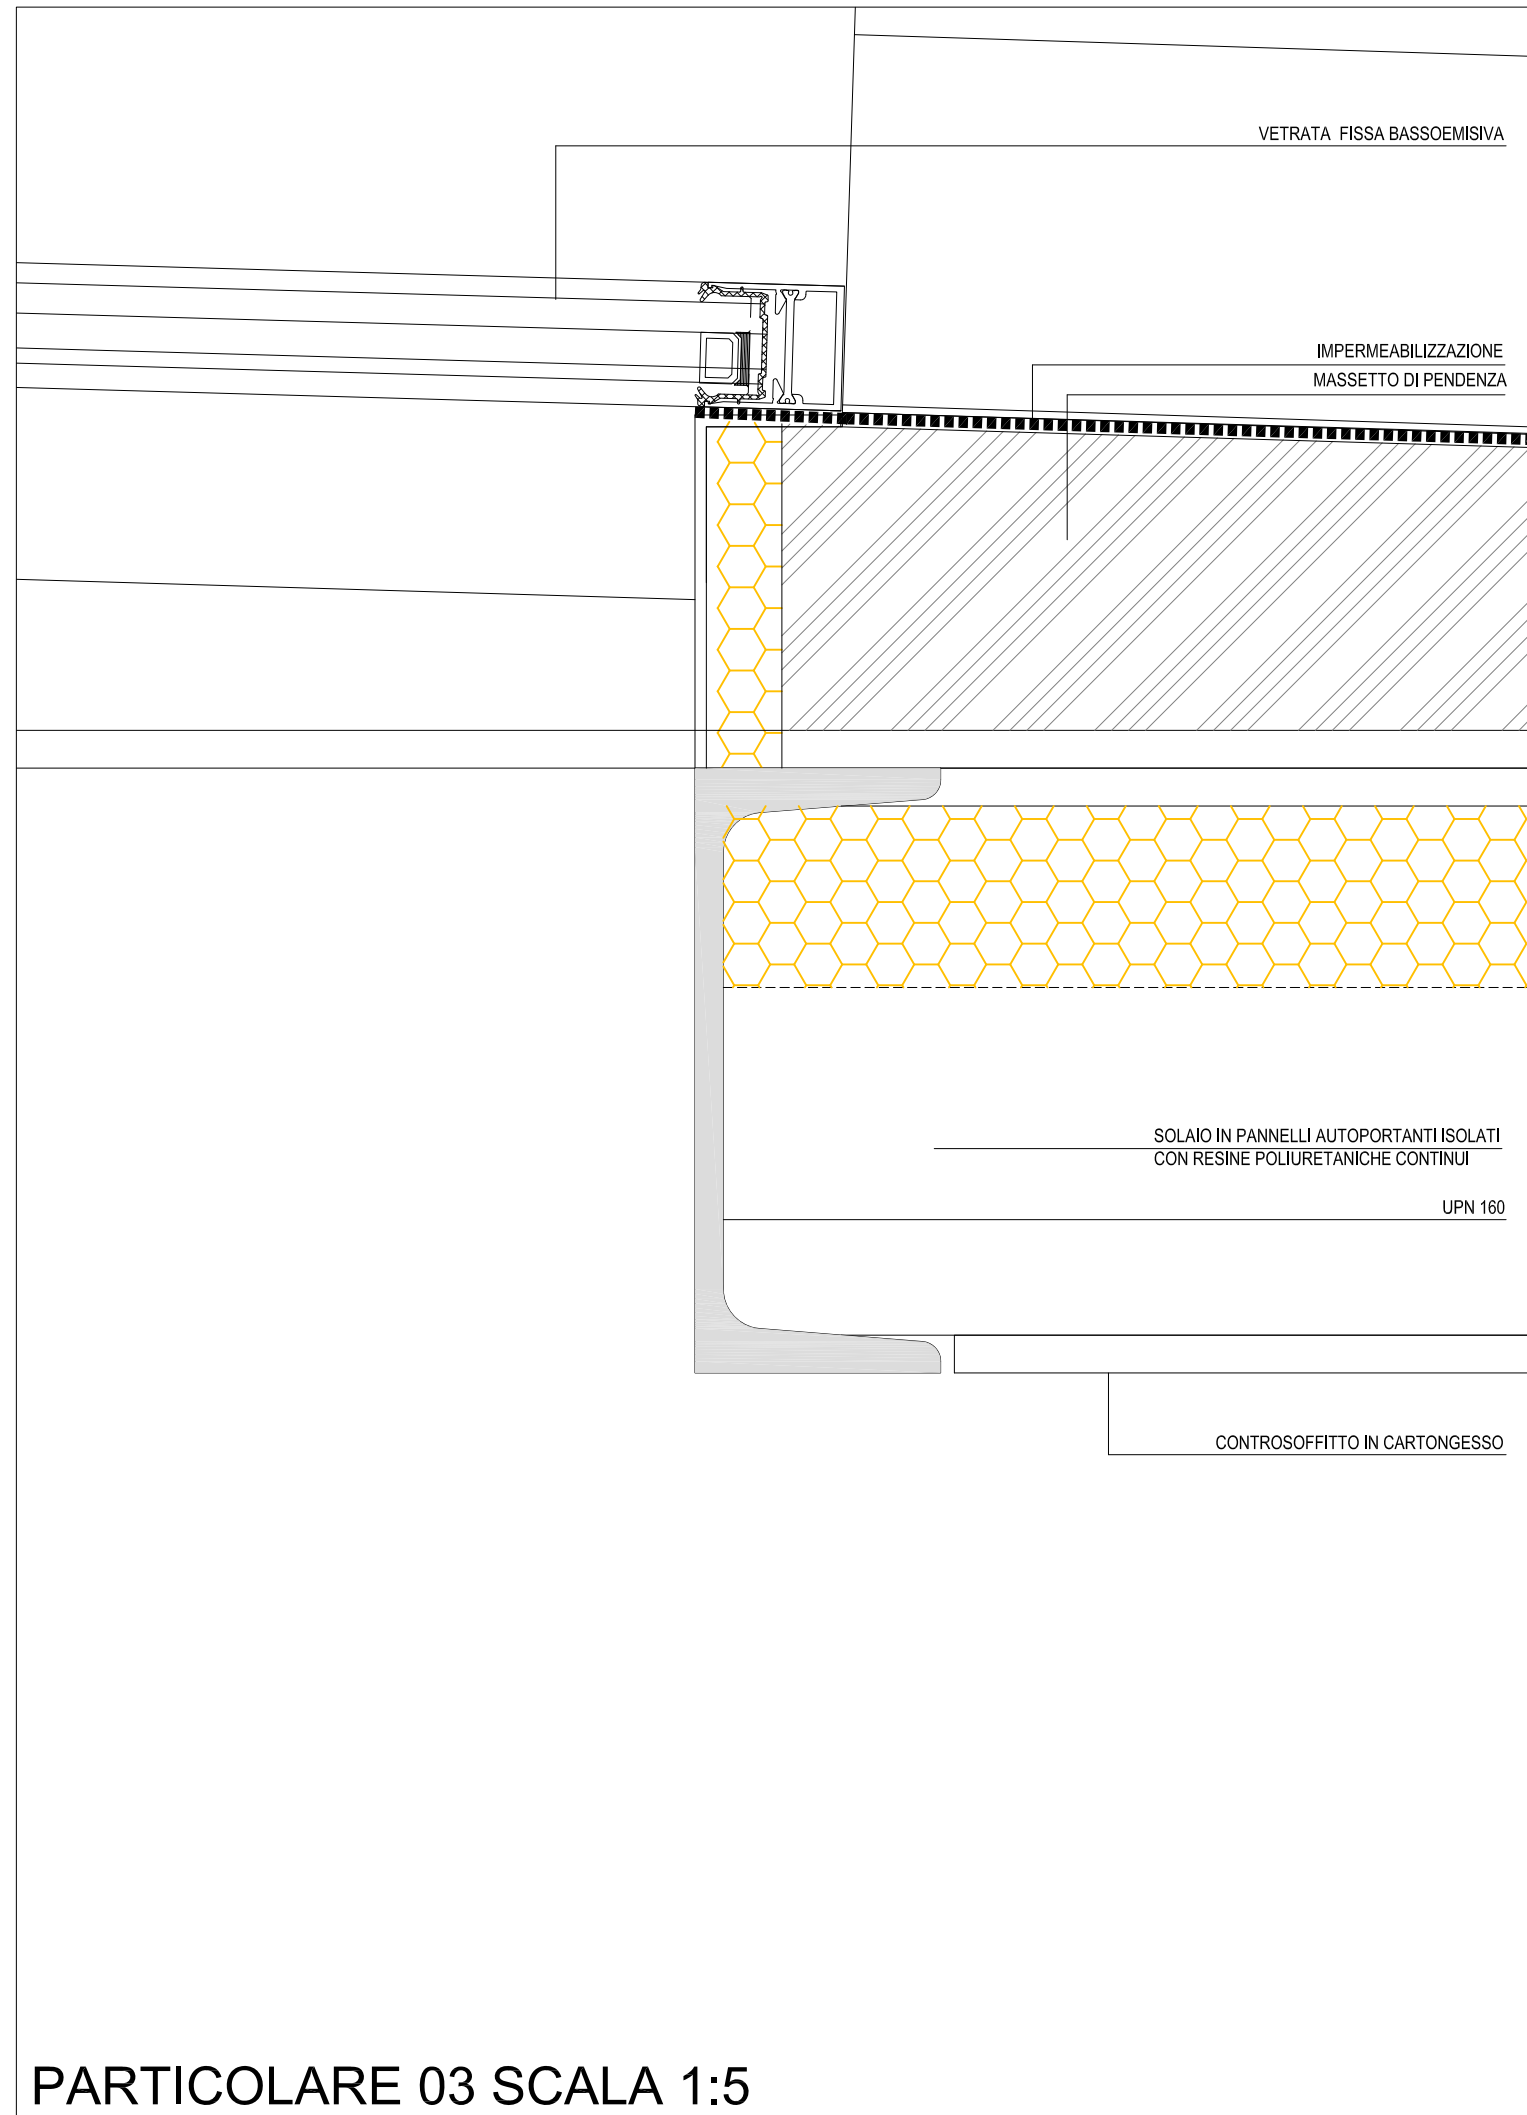 VETRATA FISSA BASSOEMISIVA
IMPERMEABILIZZAZIONE
MASSETTO DI PENDENZA
SOLAIO IN PANNELLI AUTOPORTANTI ISOLATI
CON RESINE POLIURETANICHE CONTINUI
UPN 160
CONTROSOFFITTO IN CARTONGESSO
PARTICOLARE 03 SCALA 1:5